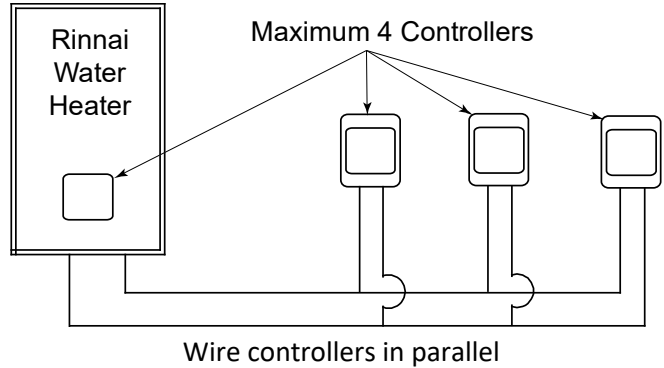 Rinnai
Water
Heater
Maximum 4 Controllers
Wire controllers in parallel